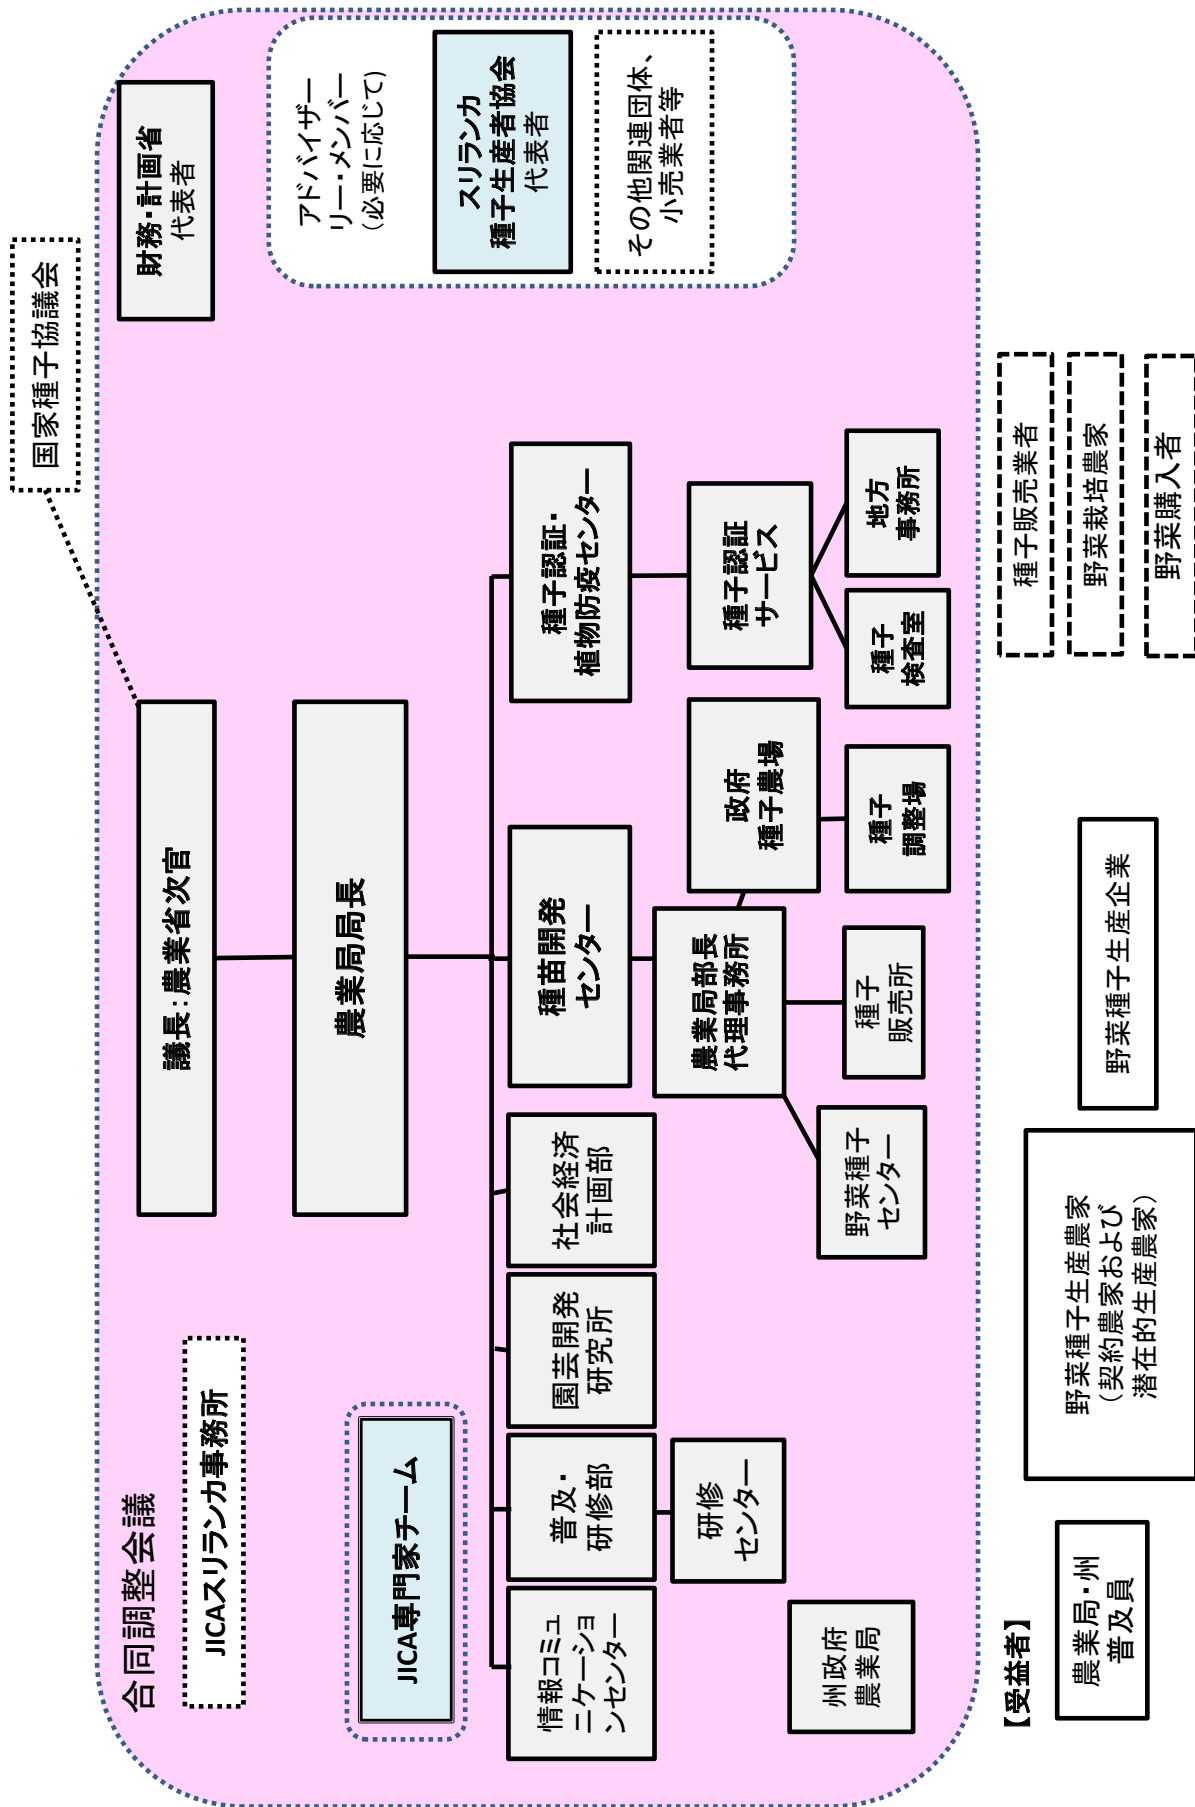 国家種子協議会
合同調整会議
JICAスリランカ事務所
議長：農業省次官
財務・計画省
代表者
農業局局長
JICA専門家チーム
アドバイザ
リー・メンバー
（必要に応じて）
スリランカ
種子生産者協会
代表者
その他関連団体、
小売業者等
情報コミュ
ニケーショ
ンセンター
普及・
研修部
園芸開発
研究所
社会経済
計画部
種苗開発
センター
種子認証・
植物防疫センター
研修
センター
農業局部長
代理事務所
政府
種子農場
種子認証
サービス
州政府
農業局
野菜種子
センター
種子
販売所
種子
調整場
種子
検査室
地方
事務所
【受益者】
農業局・州
普及員
野菜種子生産農家
（契約農家および
潜在的生産農家）
野菜種子生産企業
種子販売業者
野菜栽培農家
野菜購入者